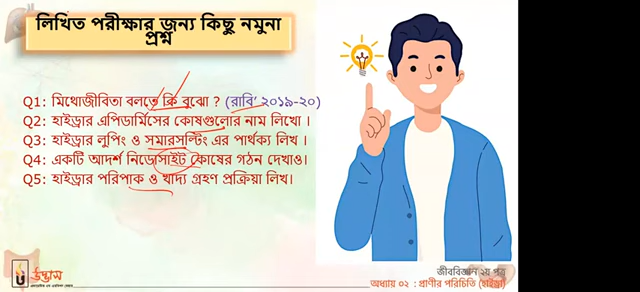 লিখিত পরীক্ষার জন্য কিছু নমুনা
প্রশ্ন
Q1: মিথোজীবিতা বলতে কি বুঝো ? (রাবি' ২০১৯-২০)
Q2: হাইড্রার এপিডার্মিসের কোষগুলোর নাম লিখো ।
Q3: হাইড্রার লুপিং ও সমারসল্টিং এর পার্থক্য লিখ ।
Q4: একটি আদর্শ নিডোসাইট কোষের গঠন দেখাও।
Q5: হাইড্রার পরিপাক ও খাদ্য গ্রহণ প্রক্রিয়া লিখ।
উদ্ভাস
জীববিজ্ঞান ২য় পত্র
অধ্যায় ০২ : প্রাণীর পরিচিতি (হাইড্রা)